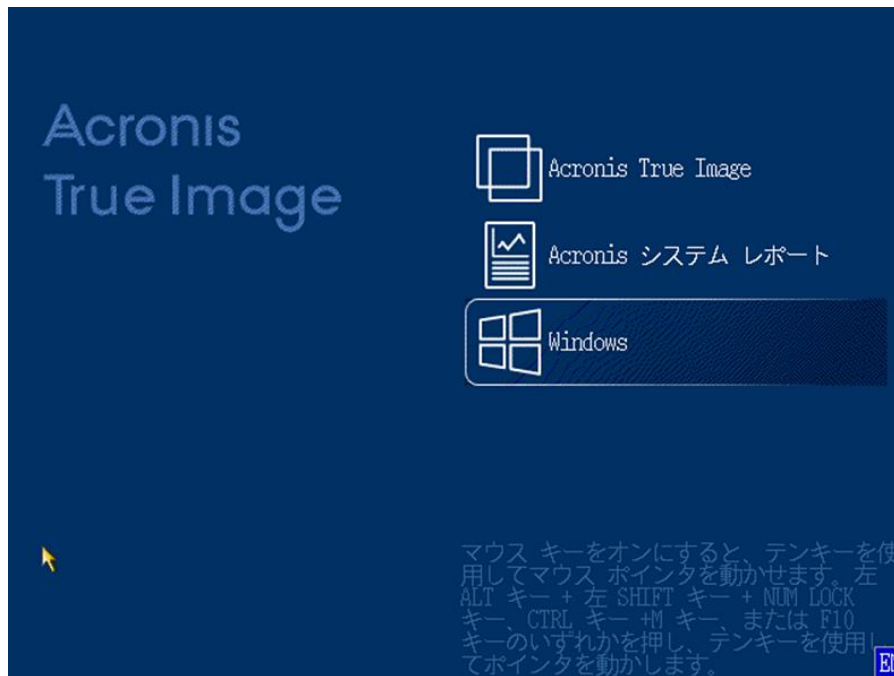 Acronis
True Image
Acronis True Image
Acronis システム レポート
Windows
マウス キーをオンにすると、テンキーを使
用してマウス ポインタを動かせます。左
ALT キー + 左 SHIFT キー + NUM LOCK
キー、CTRL キー +M キー、または F10
キーのいずれかを押し、テンキーを使用し
てポインタを動かします。